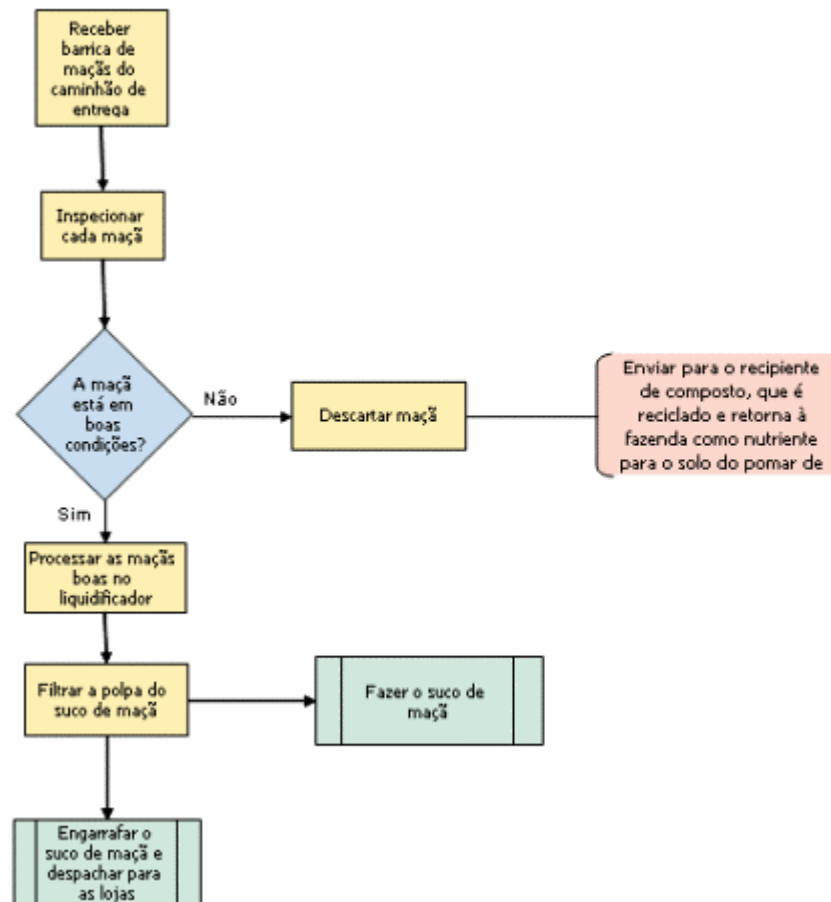 Receber
barrica de
maçãs do
caminhão de
entrega
Inspecionar
cada maçã
A maçã
está em
boas
condições?
Não
Descartar maçã
Enviar para o recipiente
de composto, que é
reciclado e retorna à
fazenda como nutriente
para o solo do pomar de
Sim
Processar as maçãs
boas no
liquidificador
Filtrar a polpa do
suco de maçã
Fazer o suco de
maçã
Engarrafar o
suco de maçã e
despachar para
as lojas